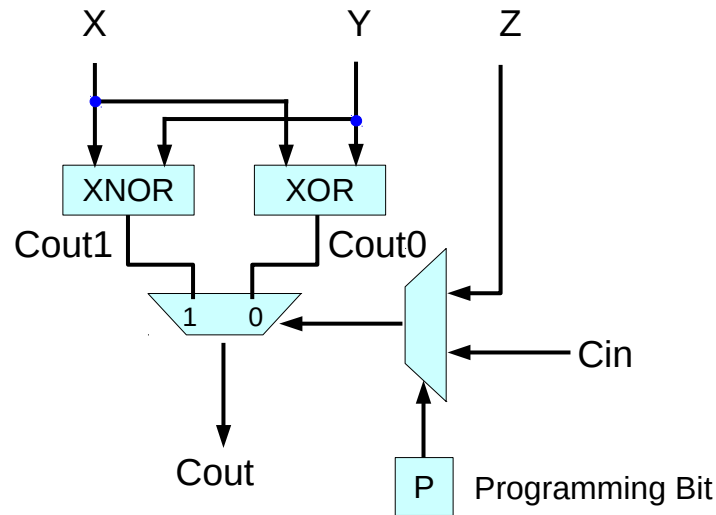 X Y Z
XNOR XOR
Cout1 Cout0
1 0
Cin
Cout
P Programming Bit